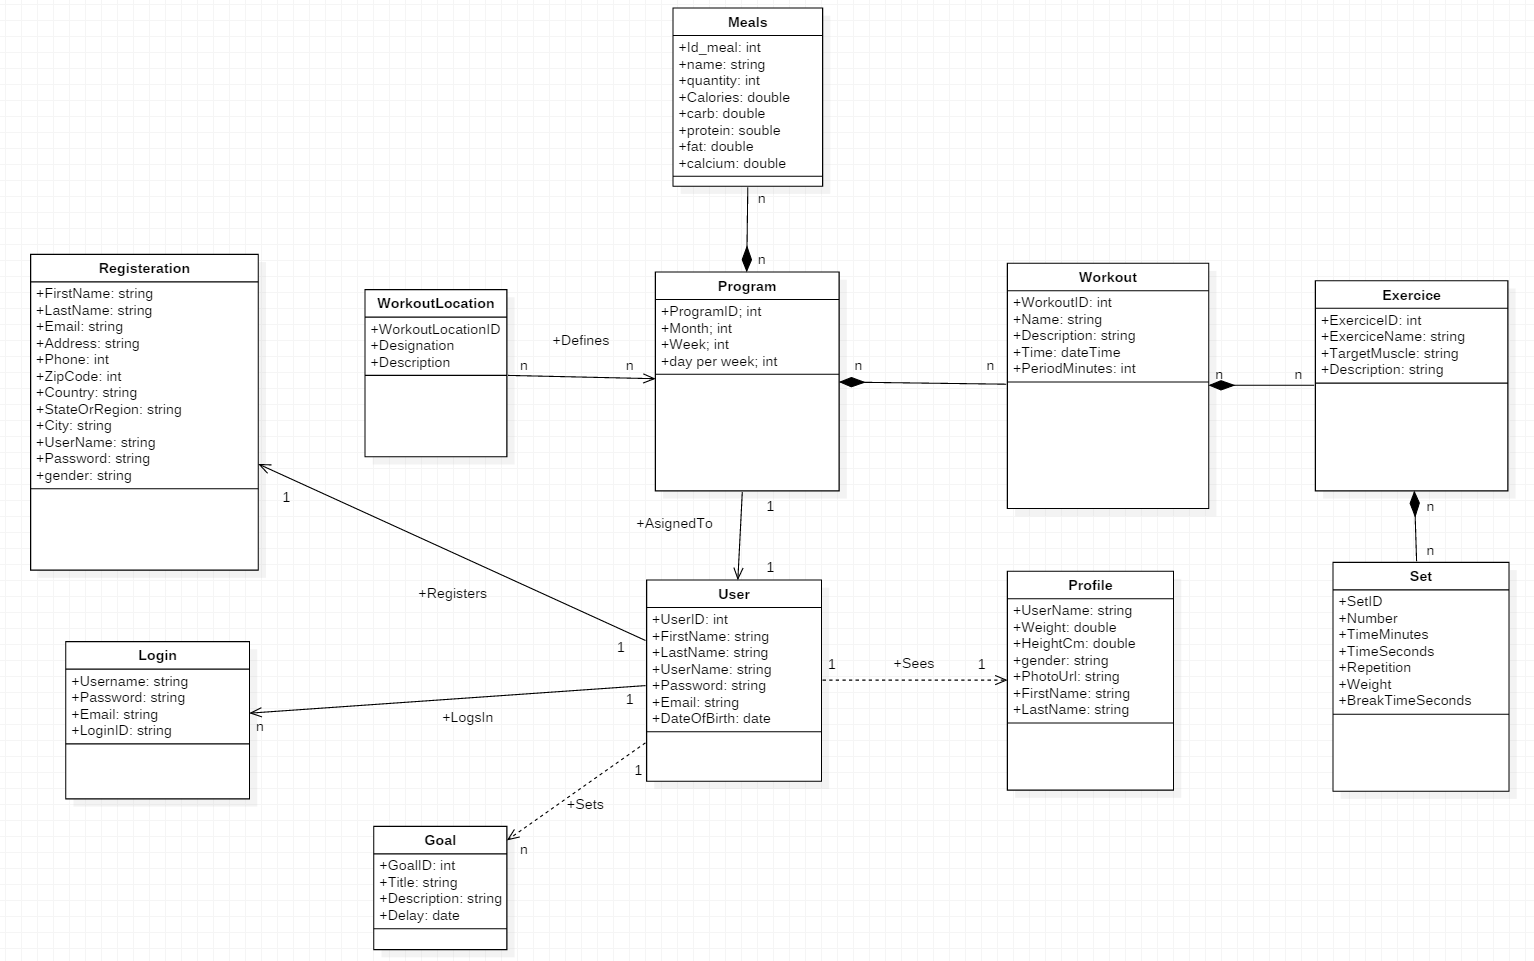 Meals
+Id_meal: int
+name: string
+quantity: int
+Calories: double
+carb: double
+protein: souble
+fat: double
+calcium: double
n
n
Registeration
+FirstName: string
+LastName: string
+Email: string
+Address: string
+Phone: int
+ZipCode: int
+Country: string
+StateOrRegion: string
+City: string
+UserName: string
+Password: string
+gender: string
WorkoutLocation
+WorkoutLocationID
+Designation
+Description
+Defines
n
n
Program
+ProgramID; int
+Month; int
+Week; int
+day per week; int
n
n
Workout
+WorkoutID: int
+Name: string
+Description: string
+Time: dateTime
+PeriodMinutes: int
n
n
Exercice
+ExerciceID: int
+ExerciceName: string
+TargetMuscle: string
+Description: string
1
+AsignedTo
1
n
n
1
+Registers
1
User
+UserID: int
+FirstName: string
+LastName: string
+UserName: string
+Password: string
+Email: string
+DateOfBirth: date
1
+Sees
1
Profile
+UserName: string
+Weight: double
+HeightCm: double
+gender: string
+PhotoUrl: string
+FirstName: string
+LastName: string
Set
+SetID
+Number
+TimeMinutes
+TimeSeconds
+Repetition
+Weight
+BreakTimeSeconds
Login
+Username: string
+Password: string
+Email: string
+LoginID: string
1
+LogsIn
n
1
+Sets
n
Goal
+GoalID: int
+Title: string
+Description: string
+Delay: date